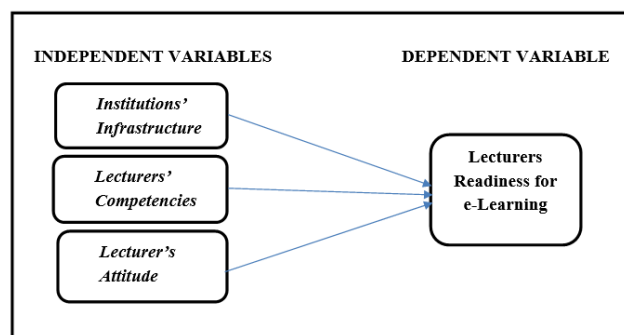 INDEPENDENT VARIABLES
Institutions’
Infrastructure
Lecturers’
Competencies
Lecturer’s
Attitude
DEPENDENT VARIABLE
Lecturers
Readiness for
e-Learning